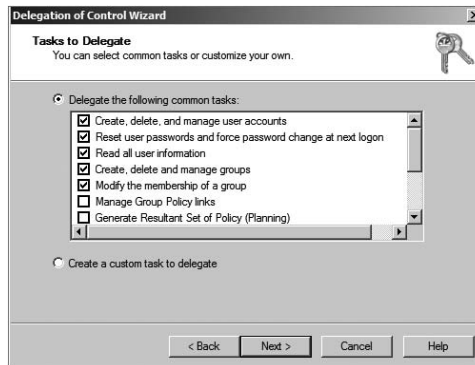 Delegation of Control Wizard
Tasks to Delegate
You can select common tasks or customize your own.
Delegate the following common tasks:
Create, delete, and manage user accounts
Reset user passwords and force password change at next logon
Read all user information
Create, delete and manage groups
Modify the membership of a group
Manage Group Policy links
Generate Resultant Set of Policy (Planning)
Create a custom task to delegate
< Back Next > Cancel Help